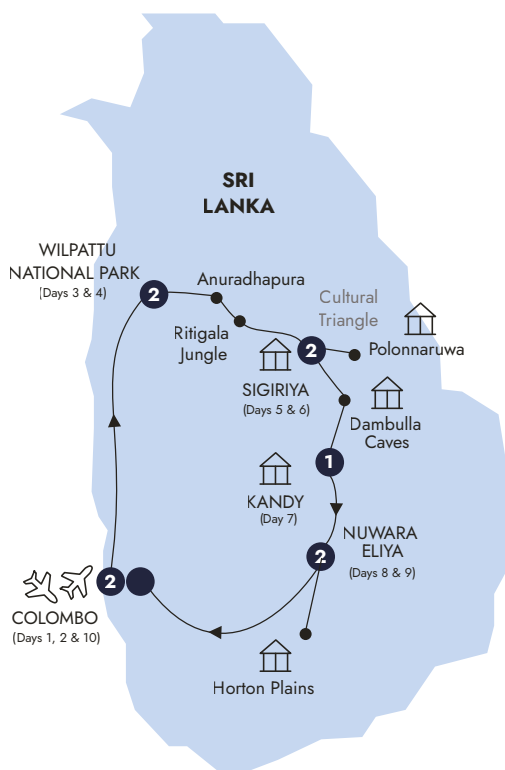 SRI
LANKA
WILPATTU
NATIONAL PARK
(Days 3 & 4)
2
Anuradhapura
Ritigala
Jungle
Cultural
Triangle
2
Polonnaruwa
SIGIRIYA
(Days 5 & 6)
Dambulla
Caves
1
KANDY
(Day 7)
NUWARA
ELIYA
(Days 8 & 9)
2
2
COLOMBO
(Days 1, 2 & 10)
Horton Plains